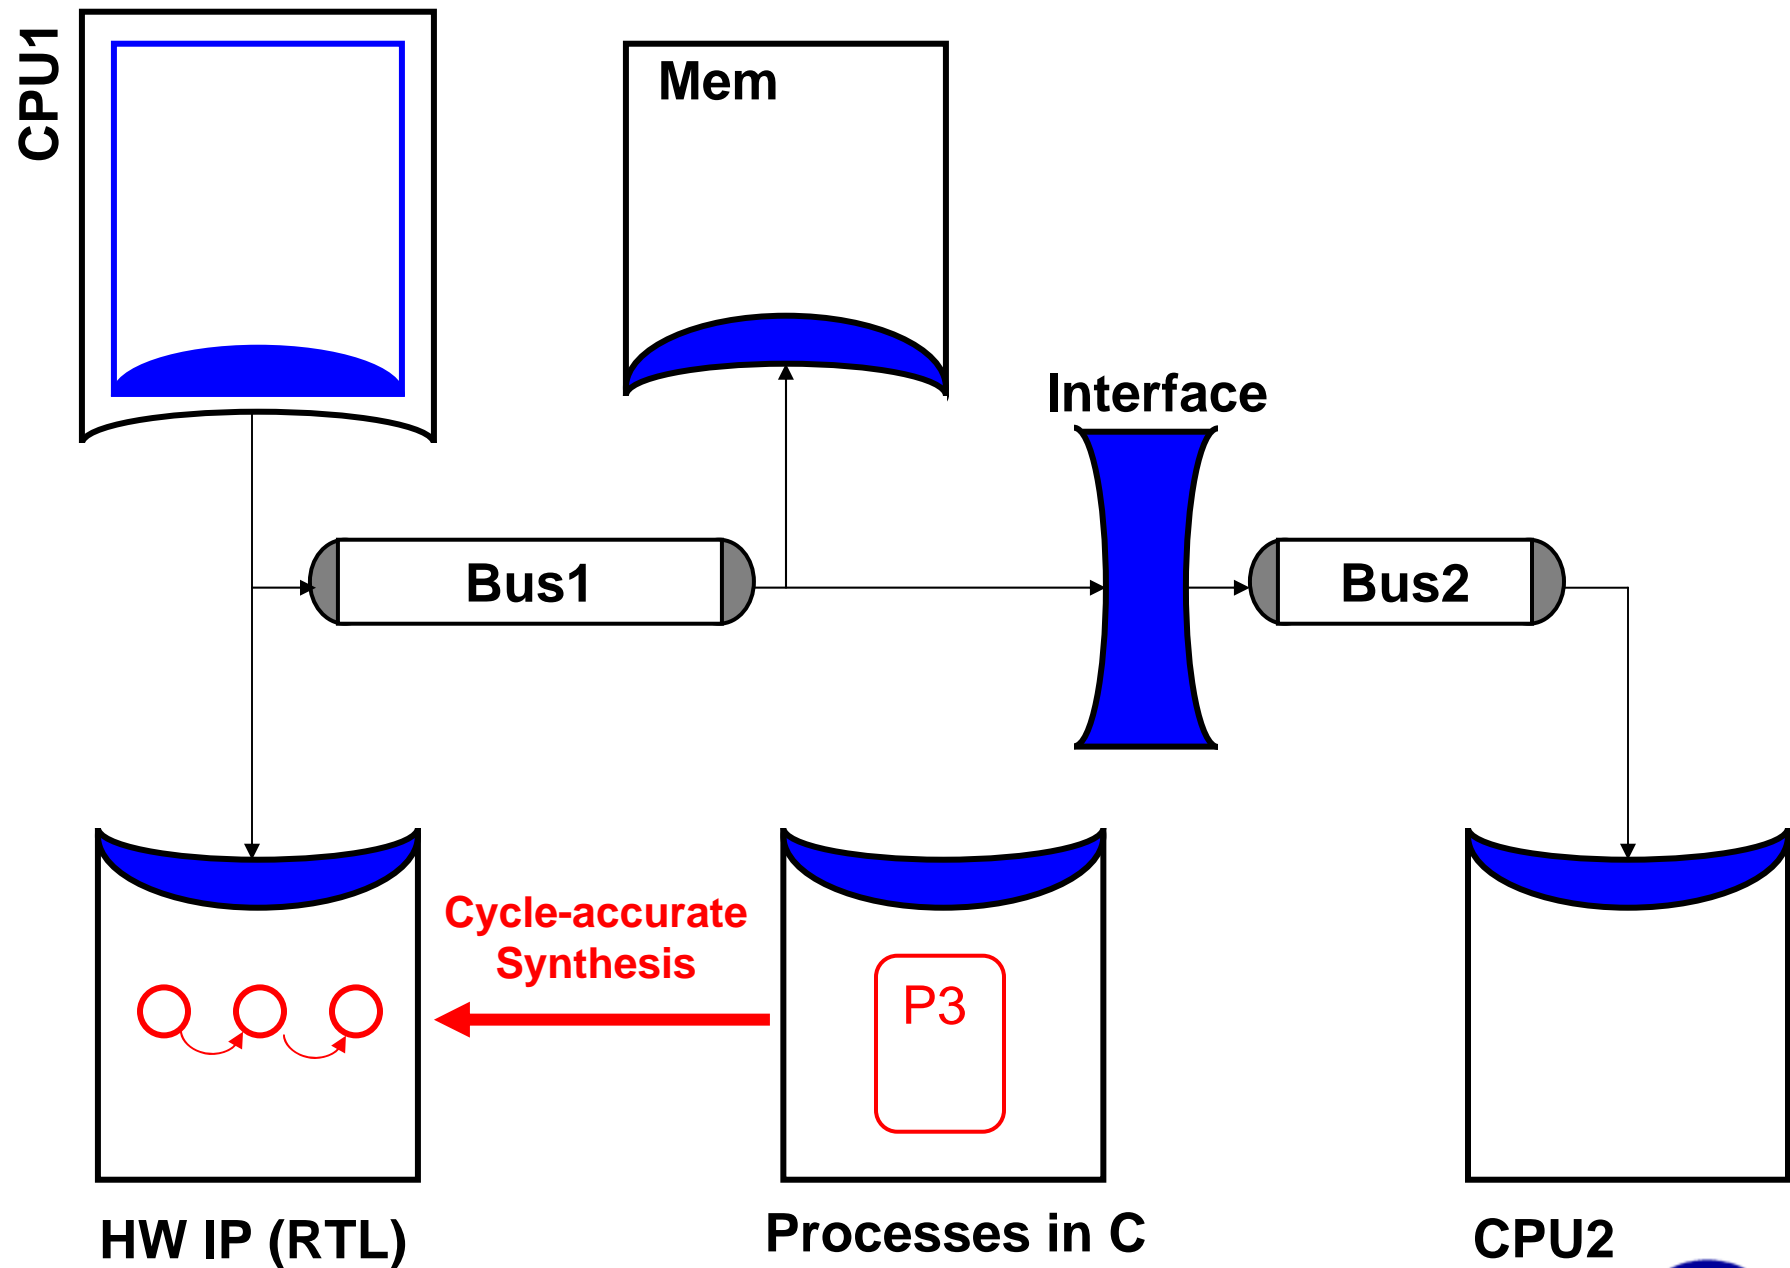 CPU1
Mem
Interface
Bus1
Bus2
Cycle-accurate
Synthesis
P3
HW IP (RTL)
Processes in C
CPU2